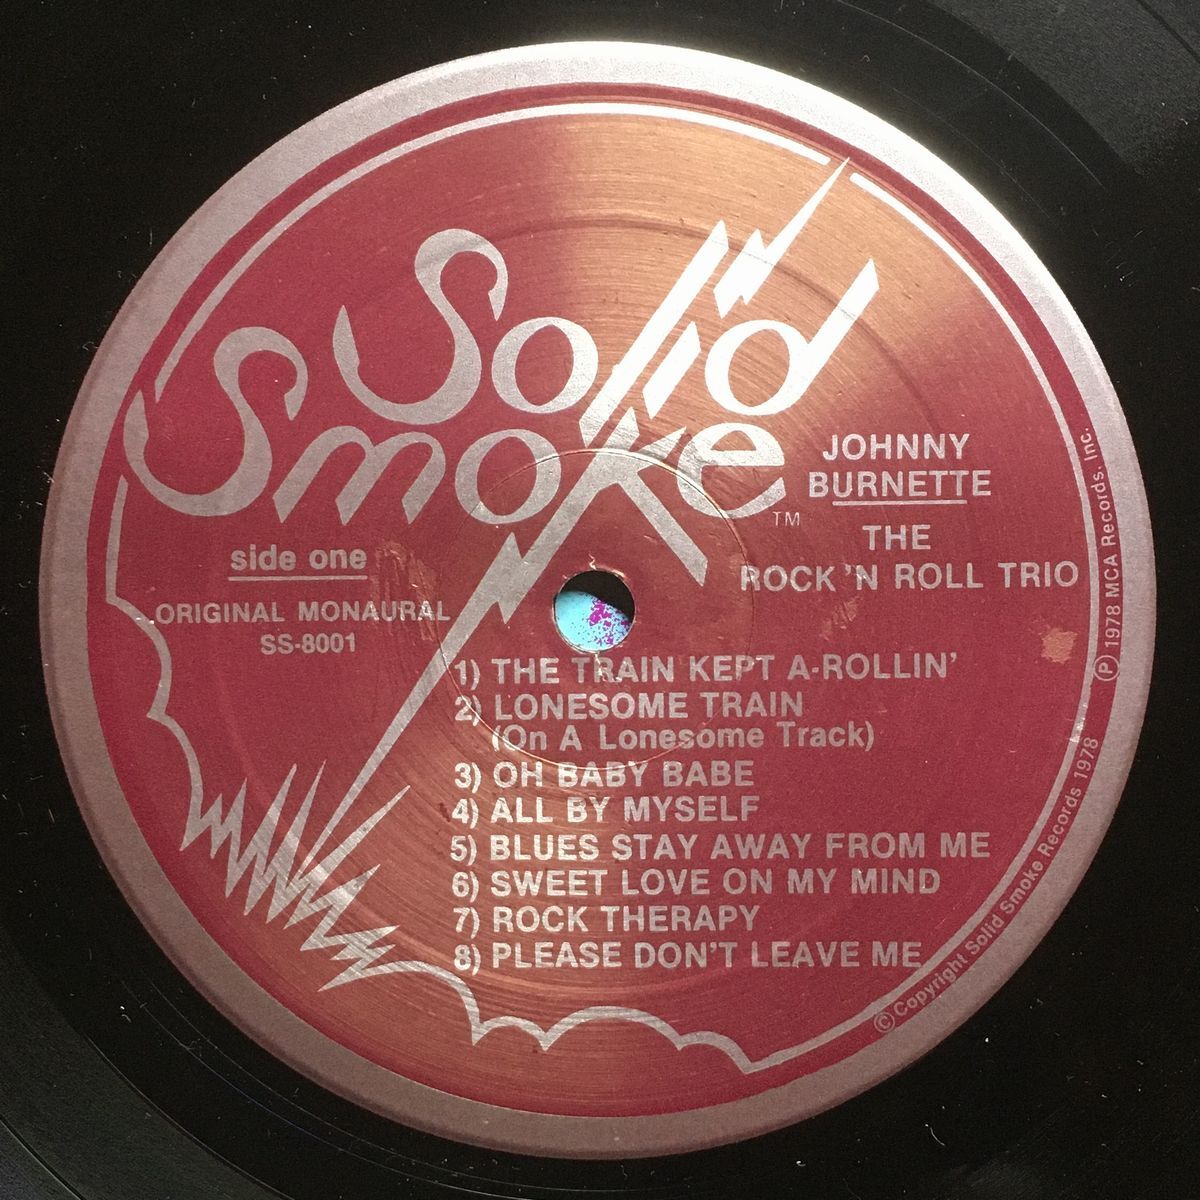 Solid
Smoke
TM
JOHNNY
BURNETTE
THE
ROCK 'N ROLL TRIO
side one
ORIGINAL MONAURAL
SS-8001
1) THE TRAIN KEPT A-ROLLIN'
2) LONESOME TRAIN
(On A Lonesome Track)
3) OH BABY BABE
4) ALL BY MYSELF
5) BLUES STAY AWAY FROM ME
6) SWEET LOVE ON MY MIND
7) ROCK THERAPY
8) PLEASE DON'T LEAVE ME
©Copyright Solid Smoke Records 1978
℗ 1978 MCA Records, Inc.